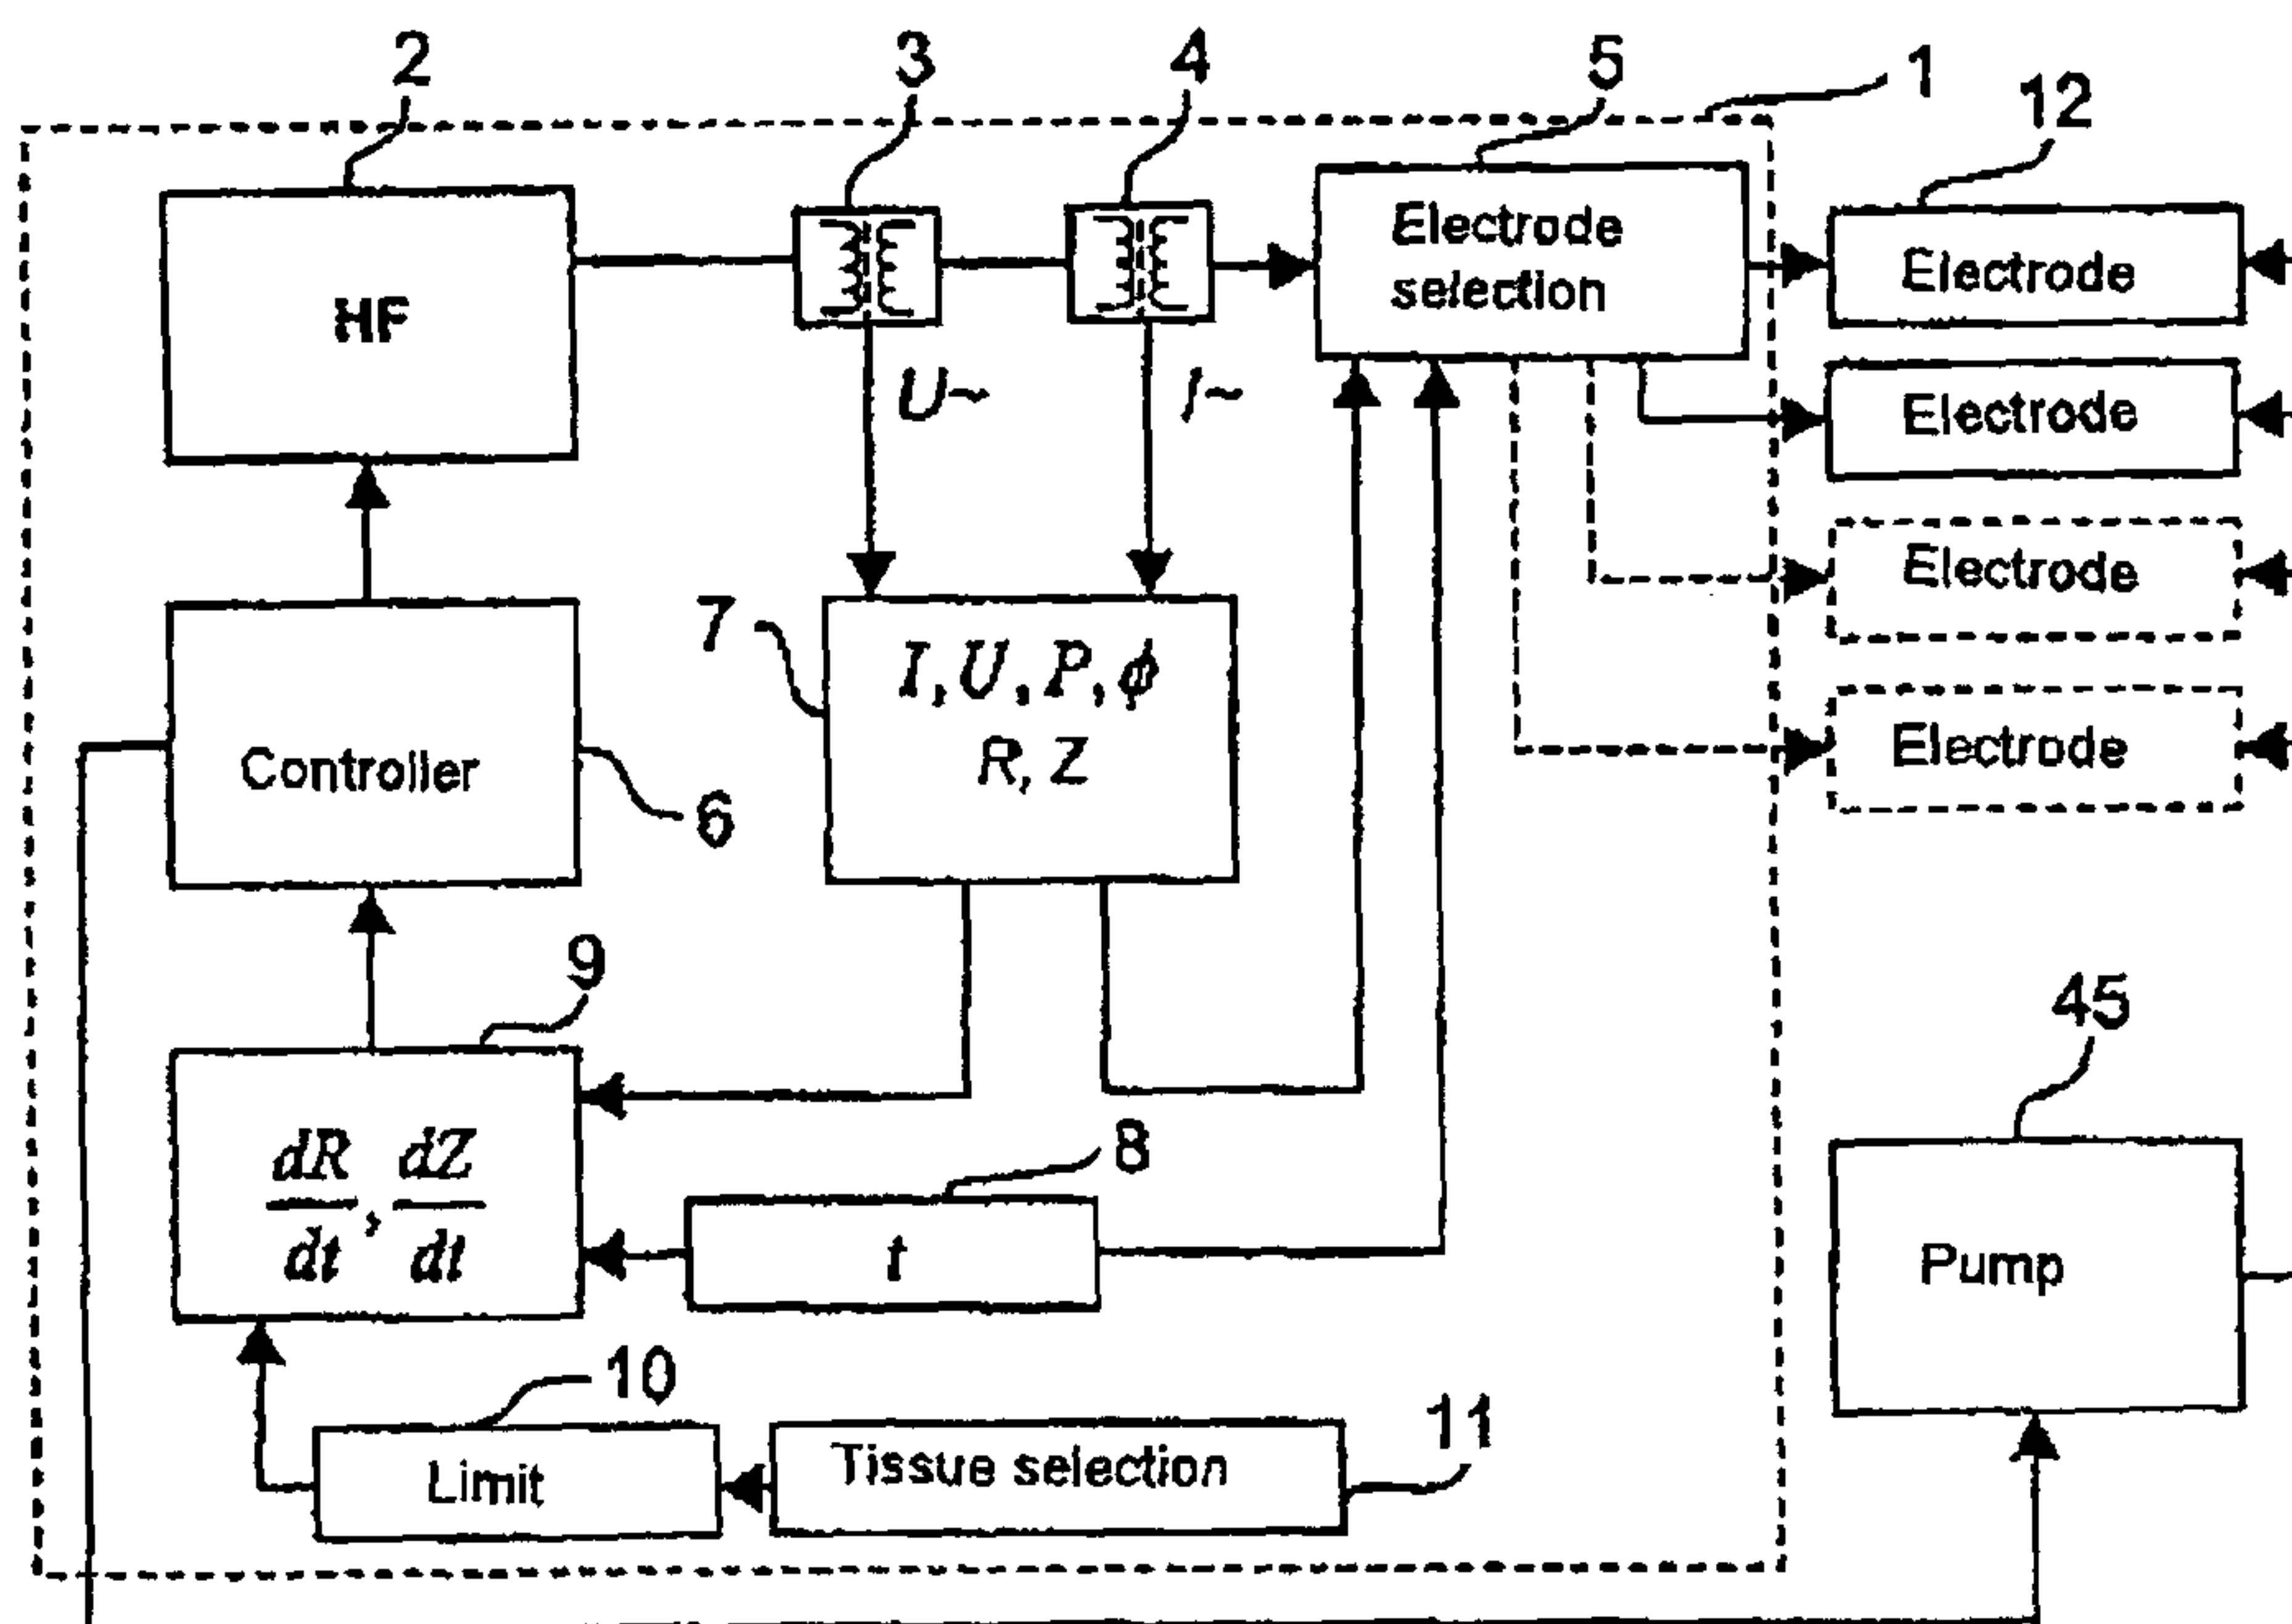 2
3
4
5
1
12
HF
Electrode
selection
Electrode
U~
I~
Electrode
Electrode
Electrode
7
I, U, P, ϕ
R, Z
Controller
6
9
45
dR/dt, dZ/dt
8
t
Pump
10
Limit
Tissue selection
11